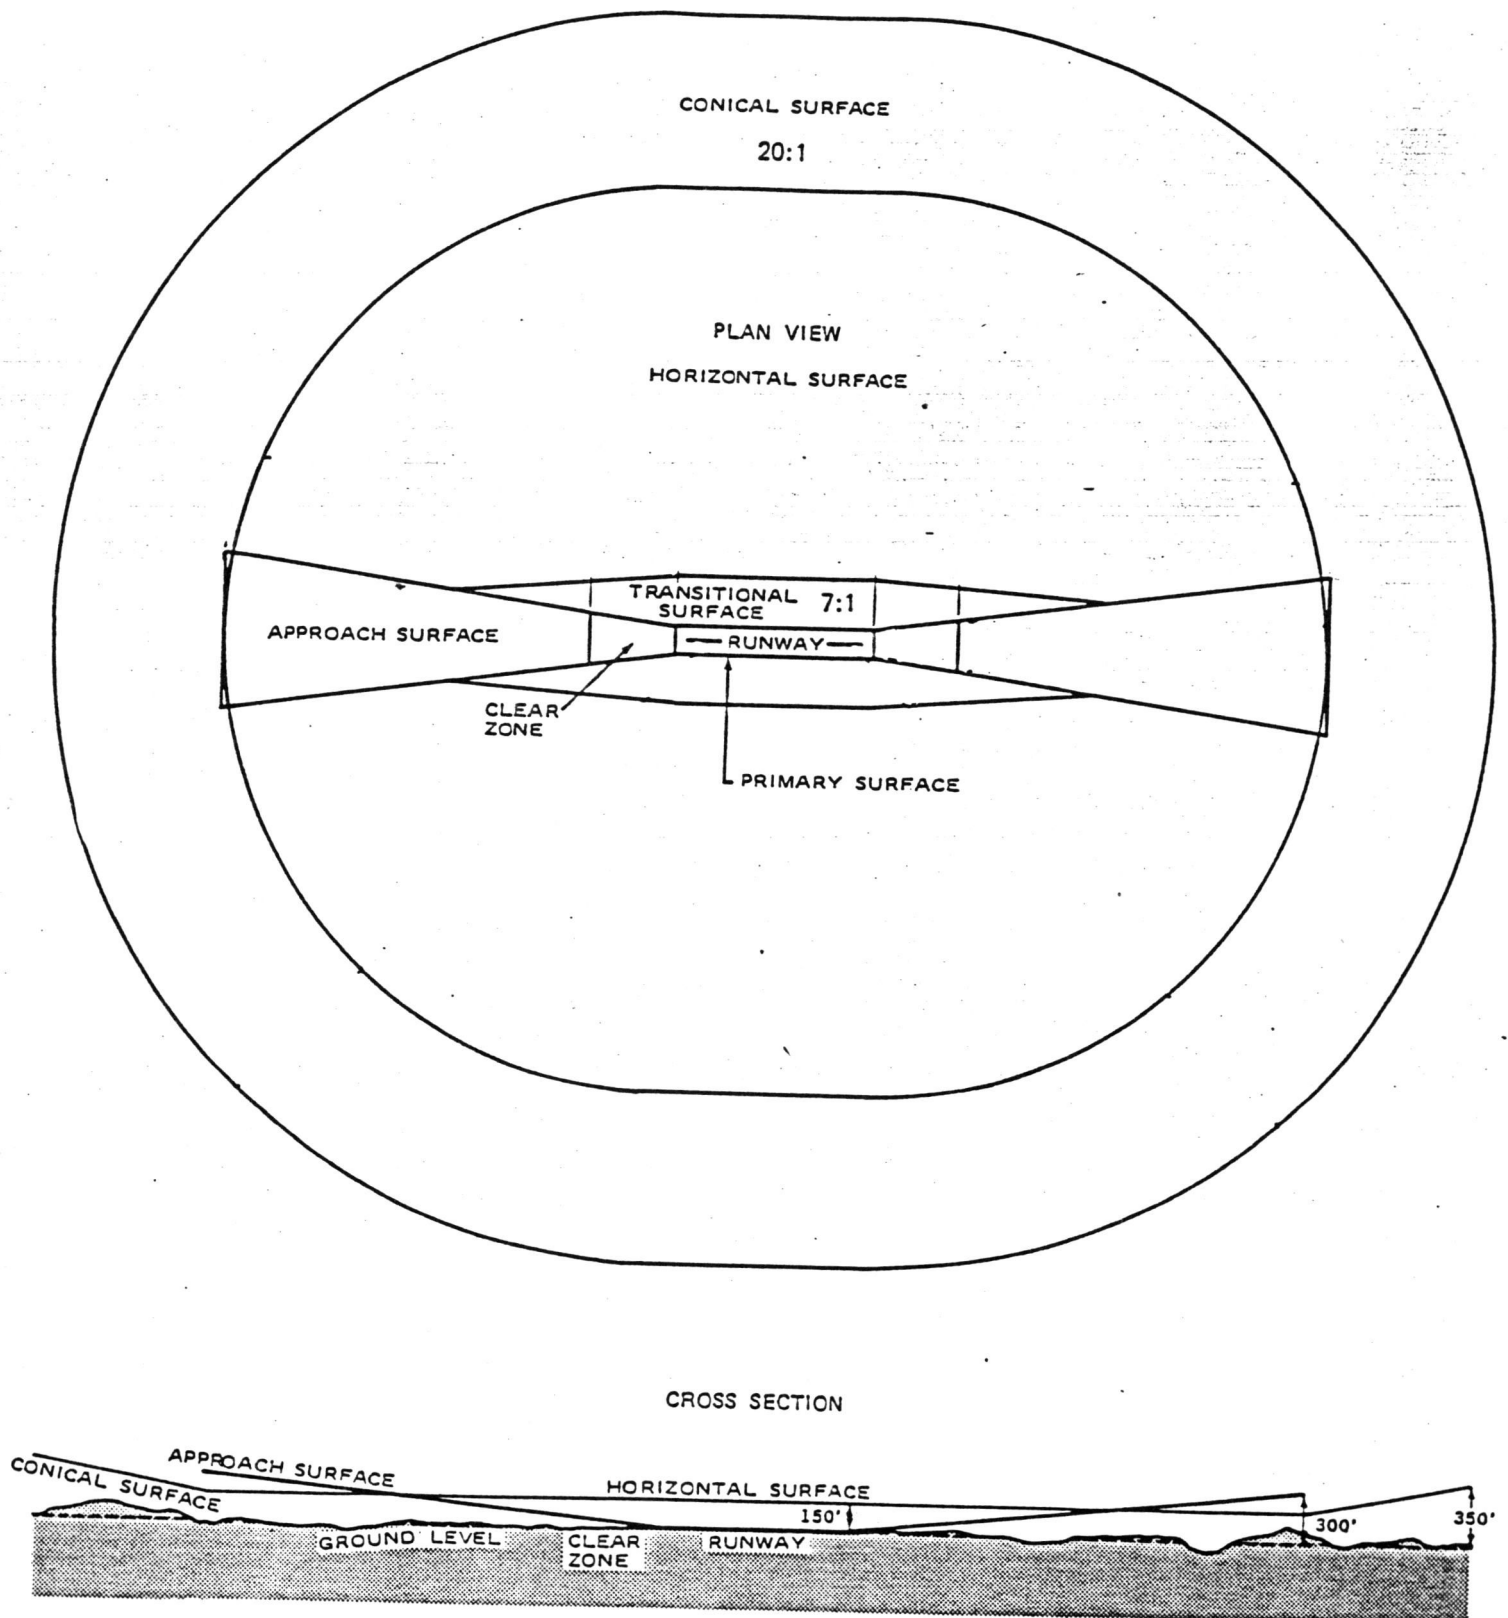 CONICAL SURFACE
20:1
PLAN VIEW
HORIZONTAL SURFACE
TRANSITIONAL 7:1
SURFACE
APPROACH SURFACE
RUNWAY
CLEAR
ZONE
PRIMARY SURFACE
CROSS SECTION
APPROACH SURFACE
CONICAL SURFACE
HORIZONTAL SURFACE
150'
300'
350'
GROUND LEVEL
CLEAR
ZONE
RUNWAY